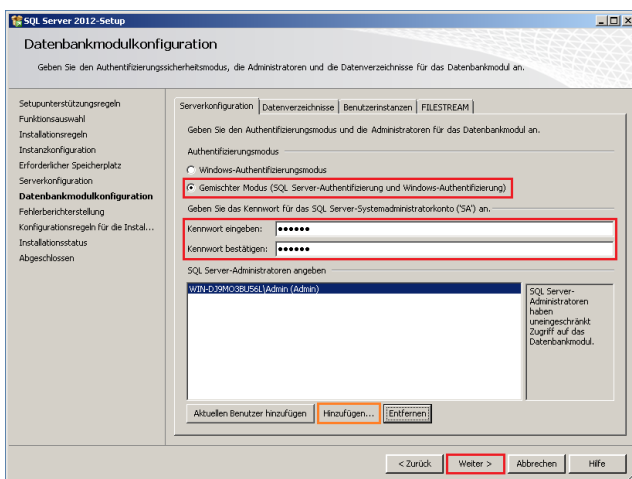 SQL Server 2012-Setup
Datenbankmodulkonfiguration
Geben Sie den Authentifizierungssicherheitsmodus, die Administratoren und die Datenverzeichnisse für das Datenbankmodul an.
Setupunterstützungsregeln
Funktionsauswahl
Installationsregeln
Instanzkonfiguration
Erforderlicher Speicherplatz
Serverkonfiguration
Datenbankmodulkonfiguration
Fehlerberichterstellung
Konfigurationsregeln für die Instal...
Installationsstatus
Abgeschlossen
Serverkonfiguration Datenverzeichnisse Benutzerinstanzen FILESTREAM
Geben Sie den Authentifizierungsmodus und die Administratoren für das Datenbankmodul an.
Authentifizierungsmodus
Windows-Authentifizierungsmodus
Gemischter Modus (SQL Server-Authentifizierung und Windows-Authentifizierung)
Geben Sie das Kennwort für das SQL Server-Systemadministratorkonto ('SA') an.
Kennwort eingeben: ●●●●●●
Kennwort bestätigen: ●●●●●●
SQL Server-Administratoren angeben
WIN-DJ9MO3BU56L\Admin (Admin)
SQL Server-
Administratoren
haben
uneingeschränkt
Zugriff auf das
Datenbankmodul.
Aktuellen Benutzer hinzufügen Hinzufügen... Entfernen
< Zurück Weiter > Abbrechen Hilfe